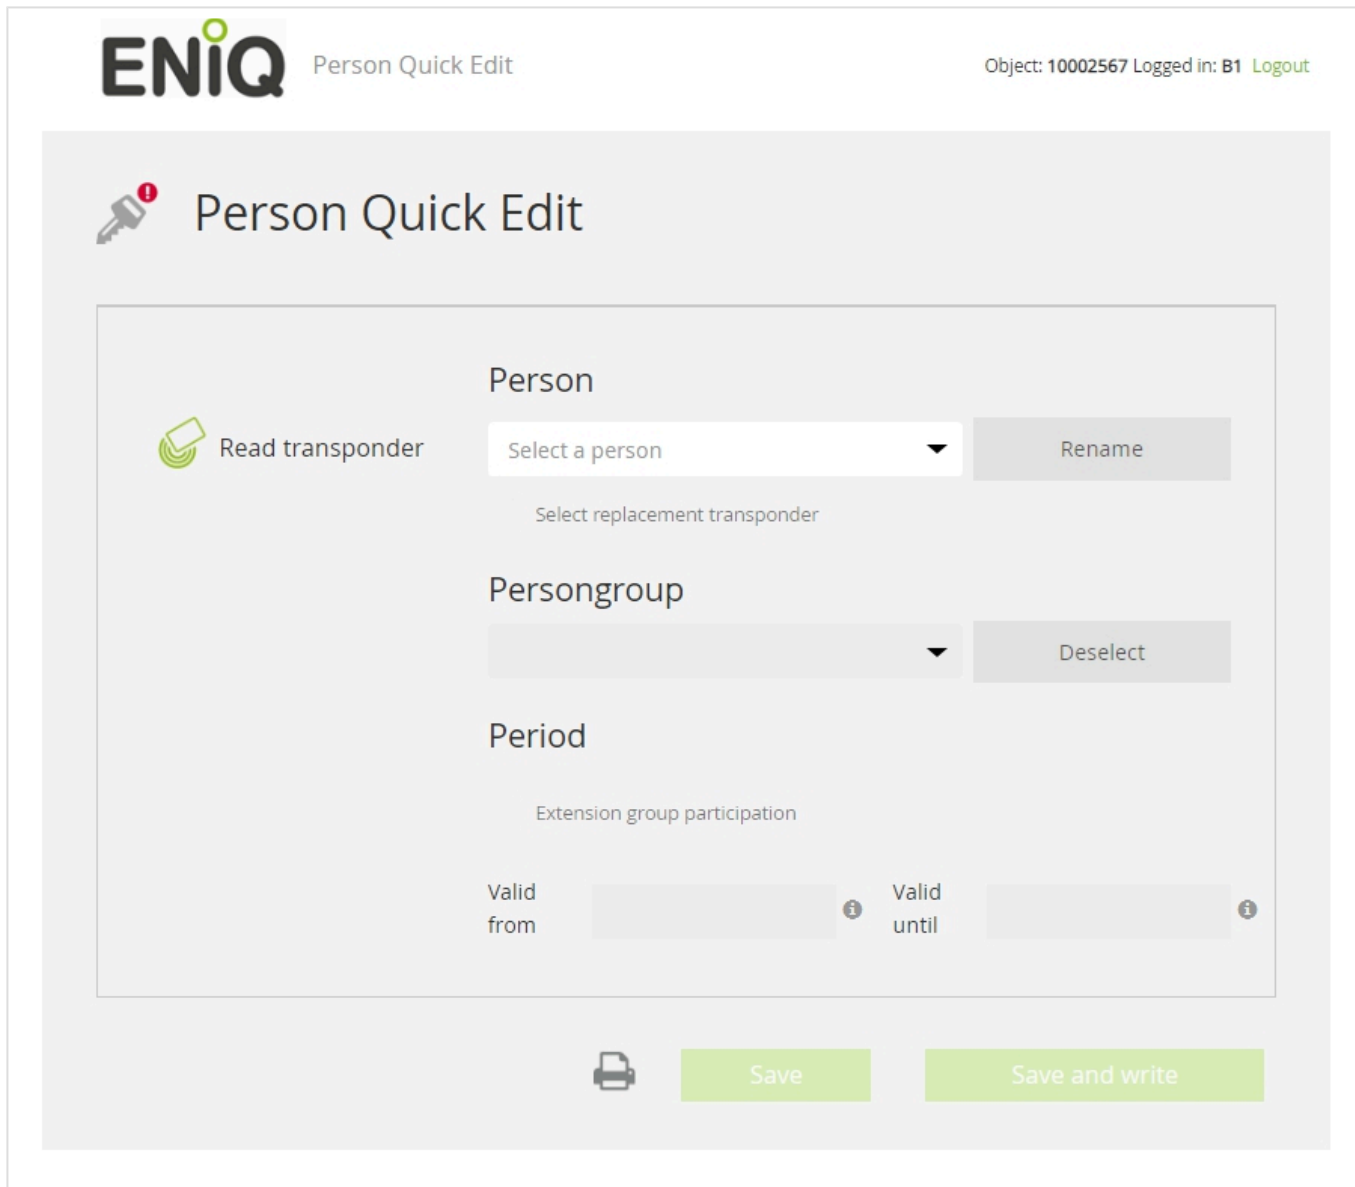 ENiQ Person Quick Edit Object: 10002567 Logged in: B1 Logout
Person Quick Edit
Person
Read transponder Select a person Rename
Select replacement transponder
Persongroup
Deselect
Period
Extension group participation
Valid from Valid until
Save Save and write